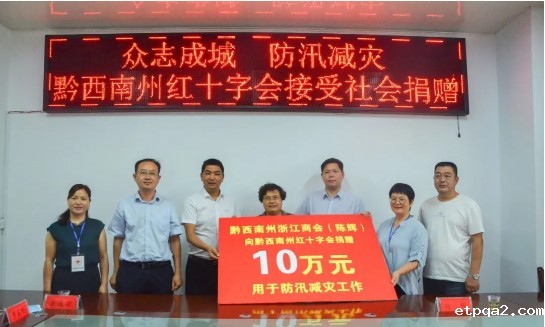 众志成城 防汛减灾
黔西南州红十字会接受社会捐赠
黔西南州浙江商会（陈辉）
向黔西南州红十字会捐赠
10万元
用于防汛减灾工作
etpqa2.com